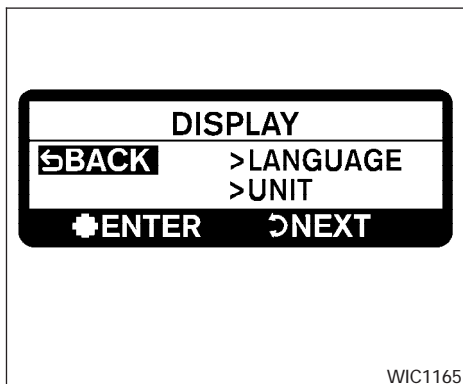 DISPLAY
BACK >LANGUAGE
>UNIT
ENTER NEXT
WIC1165